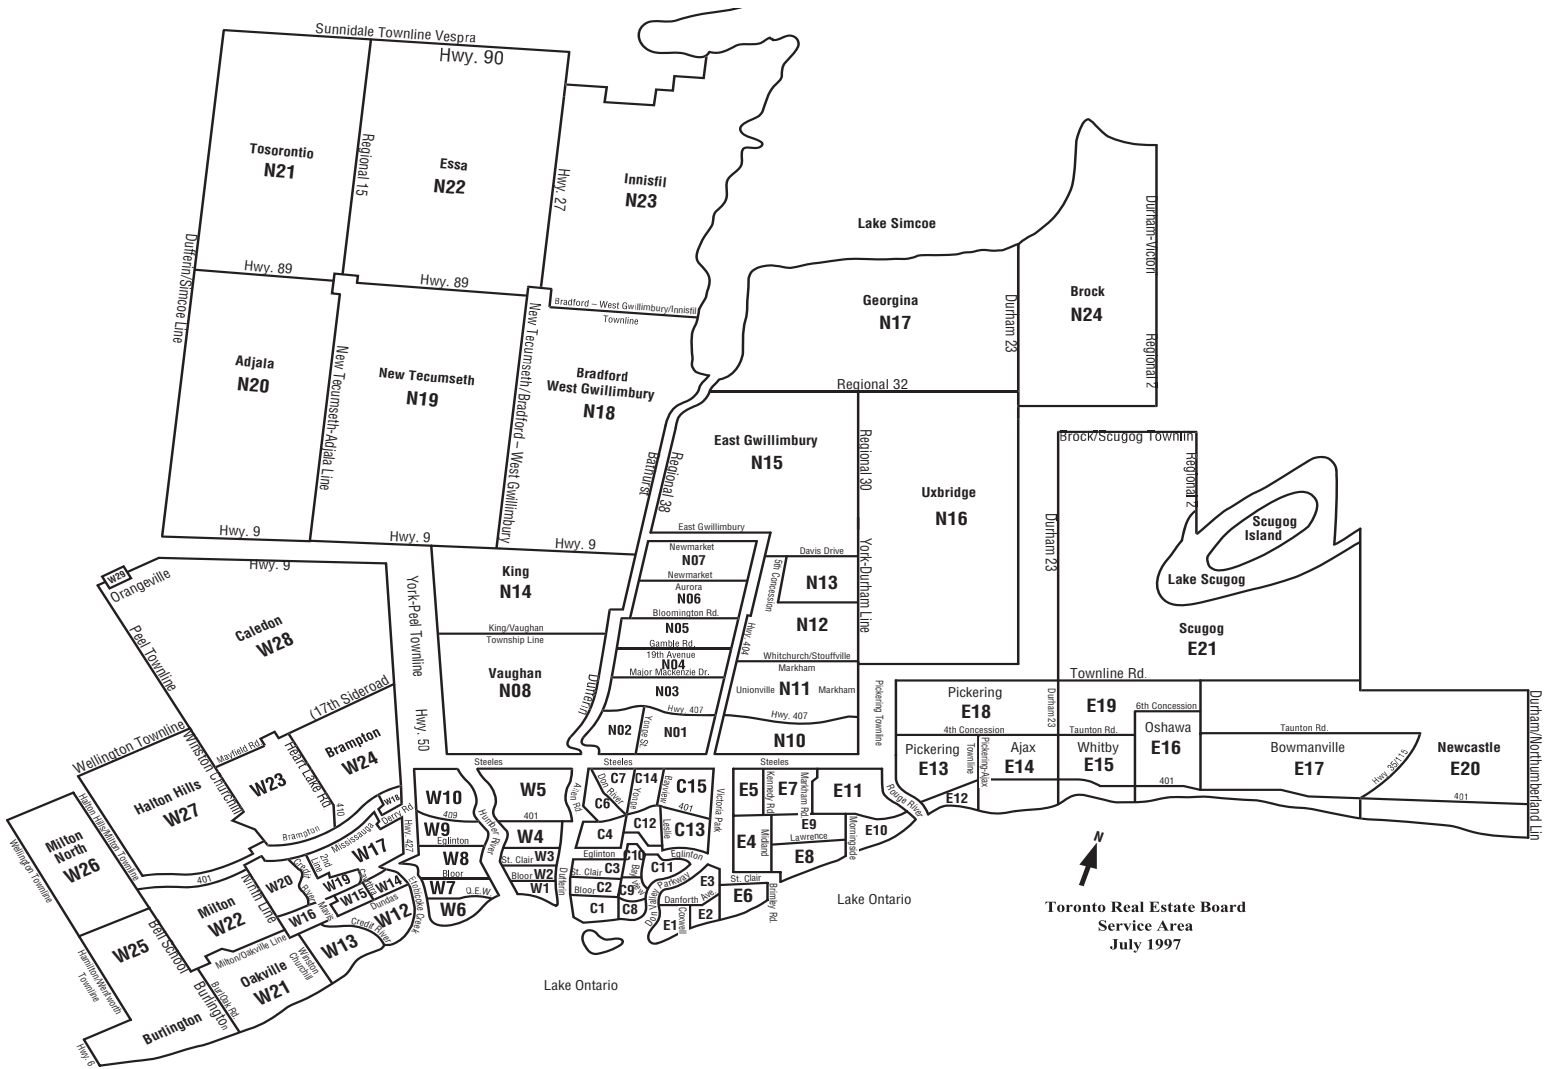 Sunnidale Townline Vespra
Hwy. 90
Tosorontio
N21
Regional 15
Essa
N22
Hwy. 27
Innisfil
N23
Lake Simcoe
Durham-Victori
Dufferin/Simcoe Line
Hwy. 89
Hwy. 89
Bradford – West Gwillimbury/Innisfil
Townline
Georgina
N17
Durham 23
Brock
N24
Regional 2
Adjala
N20
New Tecumseth-Adjala Line
New Tecumseth
N19
New Tecumseth/Bradford – West Gwillimbury
Bradford
West Gwillimbury
N18
Regional 32
Bathurst
Regional 38
East Gwillimbury
N15
Regional 30
Uxbridge
N16
Brock/Scugog Townlin
Regional 2
Durham 23
Scugog
Island
Lake Scugog
Scugog
E21
Hwy. 9
Hwy. 9
Hwy. 9
Hwy. 9
East Gwillimbury
Newmarket
N07
Newmarket
Aurora
N06
Bloomington Rd.
N05
Gamble Rd.
19th Avenue
N04
Major Mackenzie Dr.
N03
Hwy. 407
N02
Yonge St.
N01
Davis Drive
5th Concession
N13
N12
York-Durham Line
Hwy. 404
Whitchurch/Stouffville
Markham
Unionville
N11
Markham
Hwy. 407
N10
Pickering Townline
W29
Orangeville
Peel Townline
Caledon
W28
York-Peel Townline
King
N14
King/Vaughan
Township Line
Vaughan
N08
Dufferin
Hwy. 50
(17th Sideroad
Wellington Townline
Winston Churchill
Mayfield Rd.
Heart Lake Rd
Brampton
W24
W23
410
Halton Hills
W27
Halton Hills/Milton Townline
Milton
North
W26
Wellington Townline
Brampton
Mississauga
W18
Derry Rd.
W17
401
Hwy. 427
2nd
Line
Credit
River
W20
W19
Cawthra
W15
W14
Dundas
W16
Mavis
W12
Credit River
W13
Etobicoke Creek
Ninth Line
Milton
W22
Milton/Oakville Line
Winston
Churchill
Oakville
W21
Bell School
W25
Hamilton/Wentworth
Townline
Burl/Oak Rd.
Burlington
Burlington
Hwy. 6
Steeles
Steeles
Steeles
W10
409
W9
Eglinton
W8
Bloor
W7
Q.E.W.
W6
Humber River
W5
401
W4
St. Clair
W3
Bloor
W2
W1
Allen Rd
Dufferin
C7
Don River
C6
C14
Yonge
Bayview
C15
401
C4
C12
Leslie
C13
Victoria Park
Eglinton
C10
Eglinton
St. Clair
C3
Bayview
C11
Bloor
C2
C9
C1
C8
Don Valley Parkway
E3
Danforth Ave.
E1
Coxwell
E2
St. Clair
E6
Brimley Rd.
E5
Kennedy Rd
E7
Markham Rd.
E11
Rouge River
E4
Midland
E9
Lawrence
E8
Morningside
E10
Lake Ontario
Lake Ontario
Townline Rd.
Pickering
E18
4th Concession
Durham 23
E19
Taunton Rd.
6th Concession
Oshawa
E16
Pickering
E13
Townline
Pickering-Ajax
Ajax
E14
Whitby
E15
E12
401
Taunton Rd.
Bowmanville
E17
Hwy. 35/115
Newcastle
E20
401
Durham/Northumberland Lin
N
Toronto Real Estate Board
Service Area
July 1997